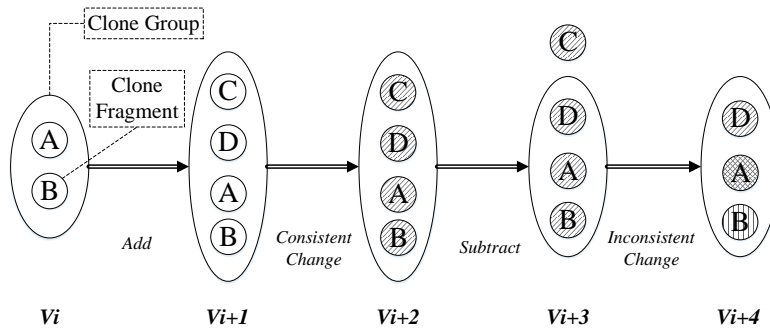 Clone Group
Clone
Fragment
A
B
Add
C
D
A
B
Consistent
Change
C
D
A
B
Subtract
C
D
A
B
Inconsistent
Change
D
A
B
Vi
Vi+1
Vi+2
Vi+3
Vi+4